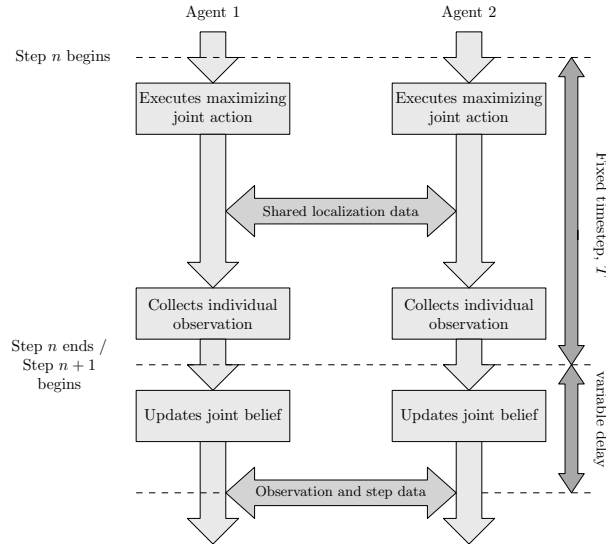 Agent 1
Agent 2
Step n begins
Executes maximizing
joint action
Executes maximizing
joint action
Shared localization data
Fixed timestep, T
Collects individual
observation
Collects individual
observation
Step n ends /
Step n + 1
begins
Updates joint belief
Updates joint belief
variable delay
Observation and step data